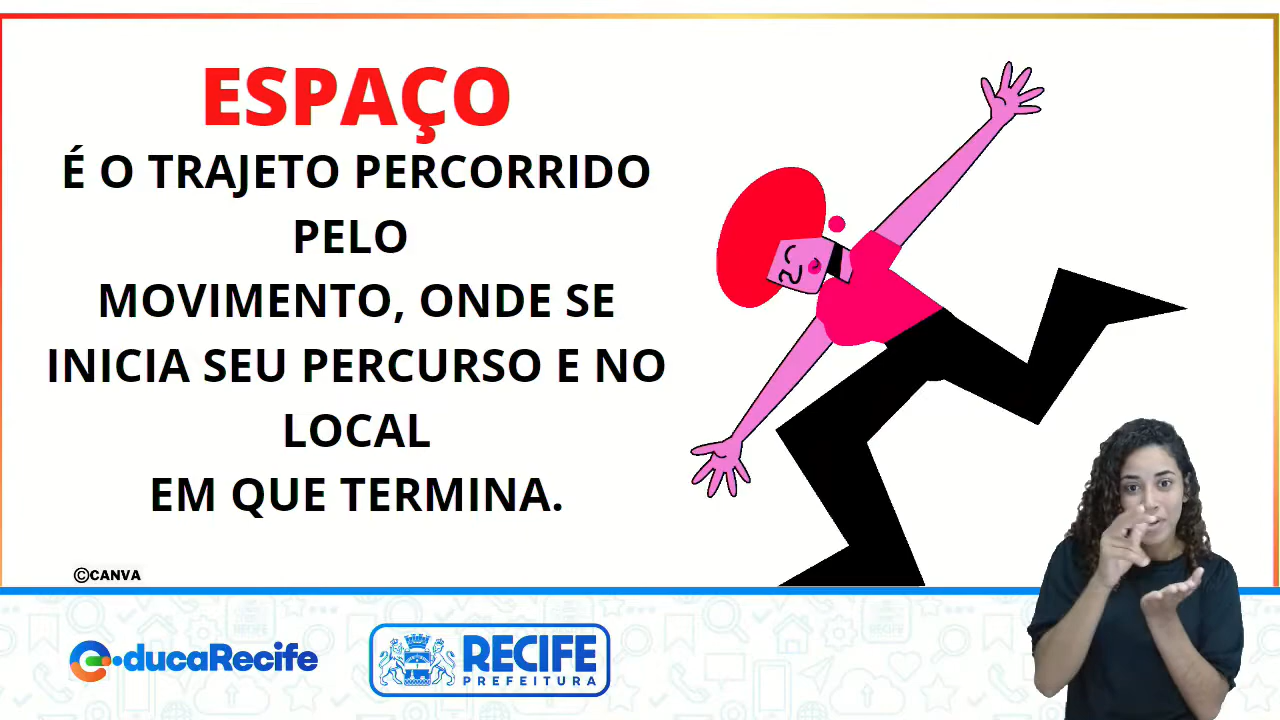 ESPAÇO
É O TRAJETO PERCORRIDO
PELO
MOVIMENTO, ONDE SE
INICIA SEU PERCURSO E NO
LOCAL
EM QUE TERMINA.
©CANVA
educaRecife
RECIFE
PREFEITURA